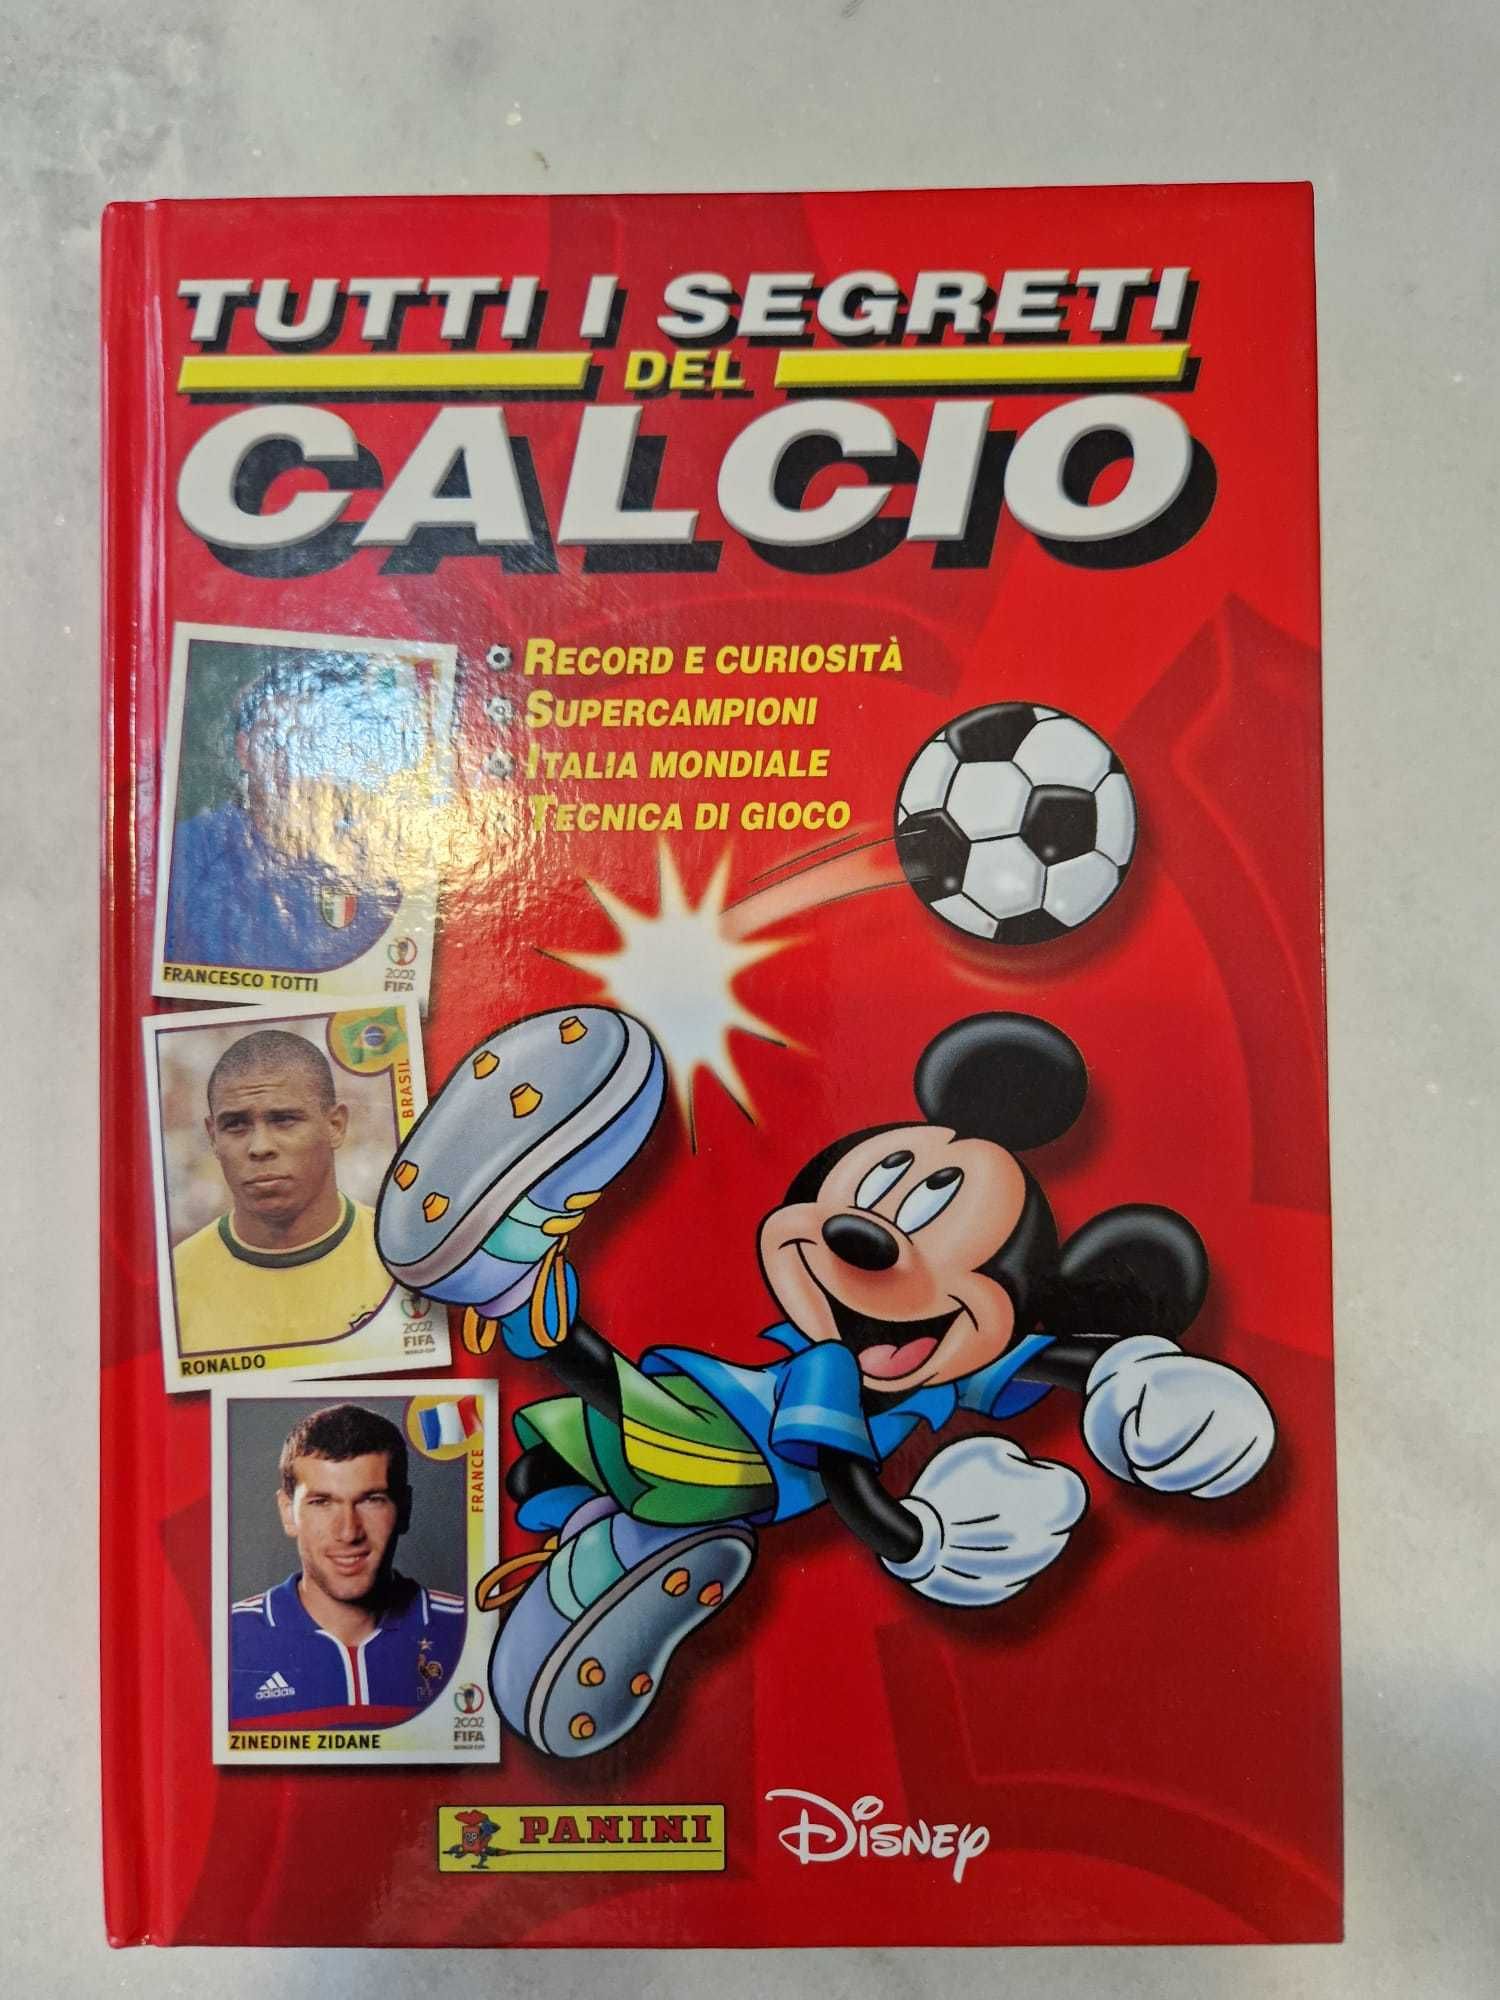 TUTTI I SEGRETI
DEL
CALCIO
RECORD E CURIOSITÀ
SUPERCAMPIONI
ITALIA MONDIALE
TECNICA DI GIOCO
FRANCESCO TOTTI
2002
FIFA
BRASIL
RONALDO
2002
FIFA
WORLD CUP
FRANCE
adidas
ZINEDINE ZIDANE
2002
FIFA
WORLD CUP
PANINI
DISNEY